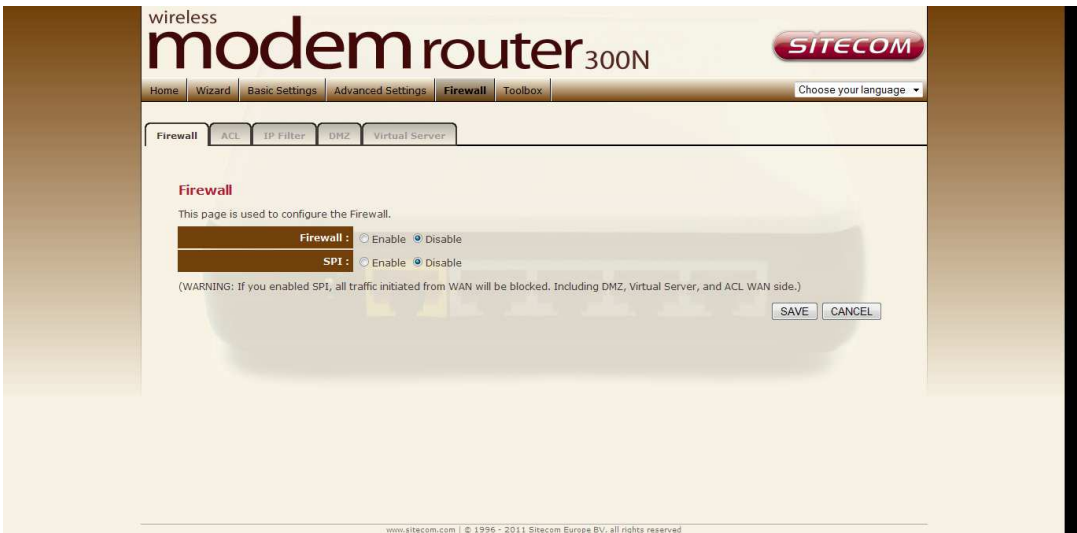 wireless
modem router 300N
SITECOM
Home Wizard Basic Settings Advanced Settings Firewall Toolbox Choose your language
Firewall ACL IP Filter DMZ Virtual Server
Firewall
This page is used to configure the Firewall.
Firewall : Enable Disable
SPI : Enable Disable
(WARNING: If you enabled SPI, all traffic initiated from WAN will be blocked. Including DMZ, Virtual Server, and ACL WAN side.)
SAVE CANCEL
www.sitecom.com | © 1996 - 2011 Sitecom Europe BV, all rights reserved